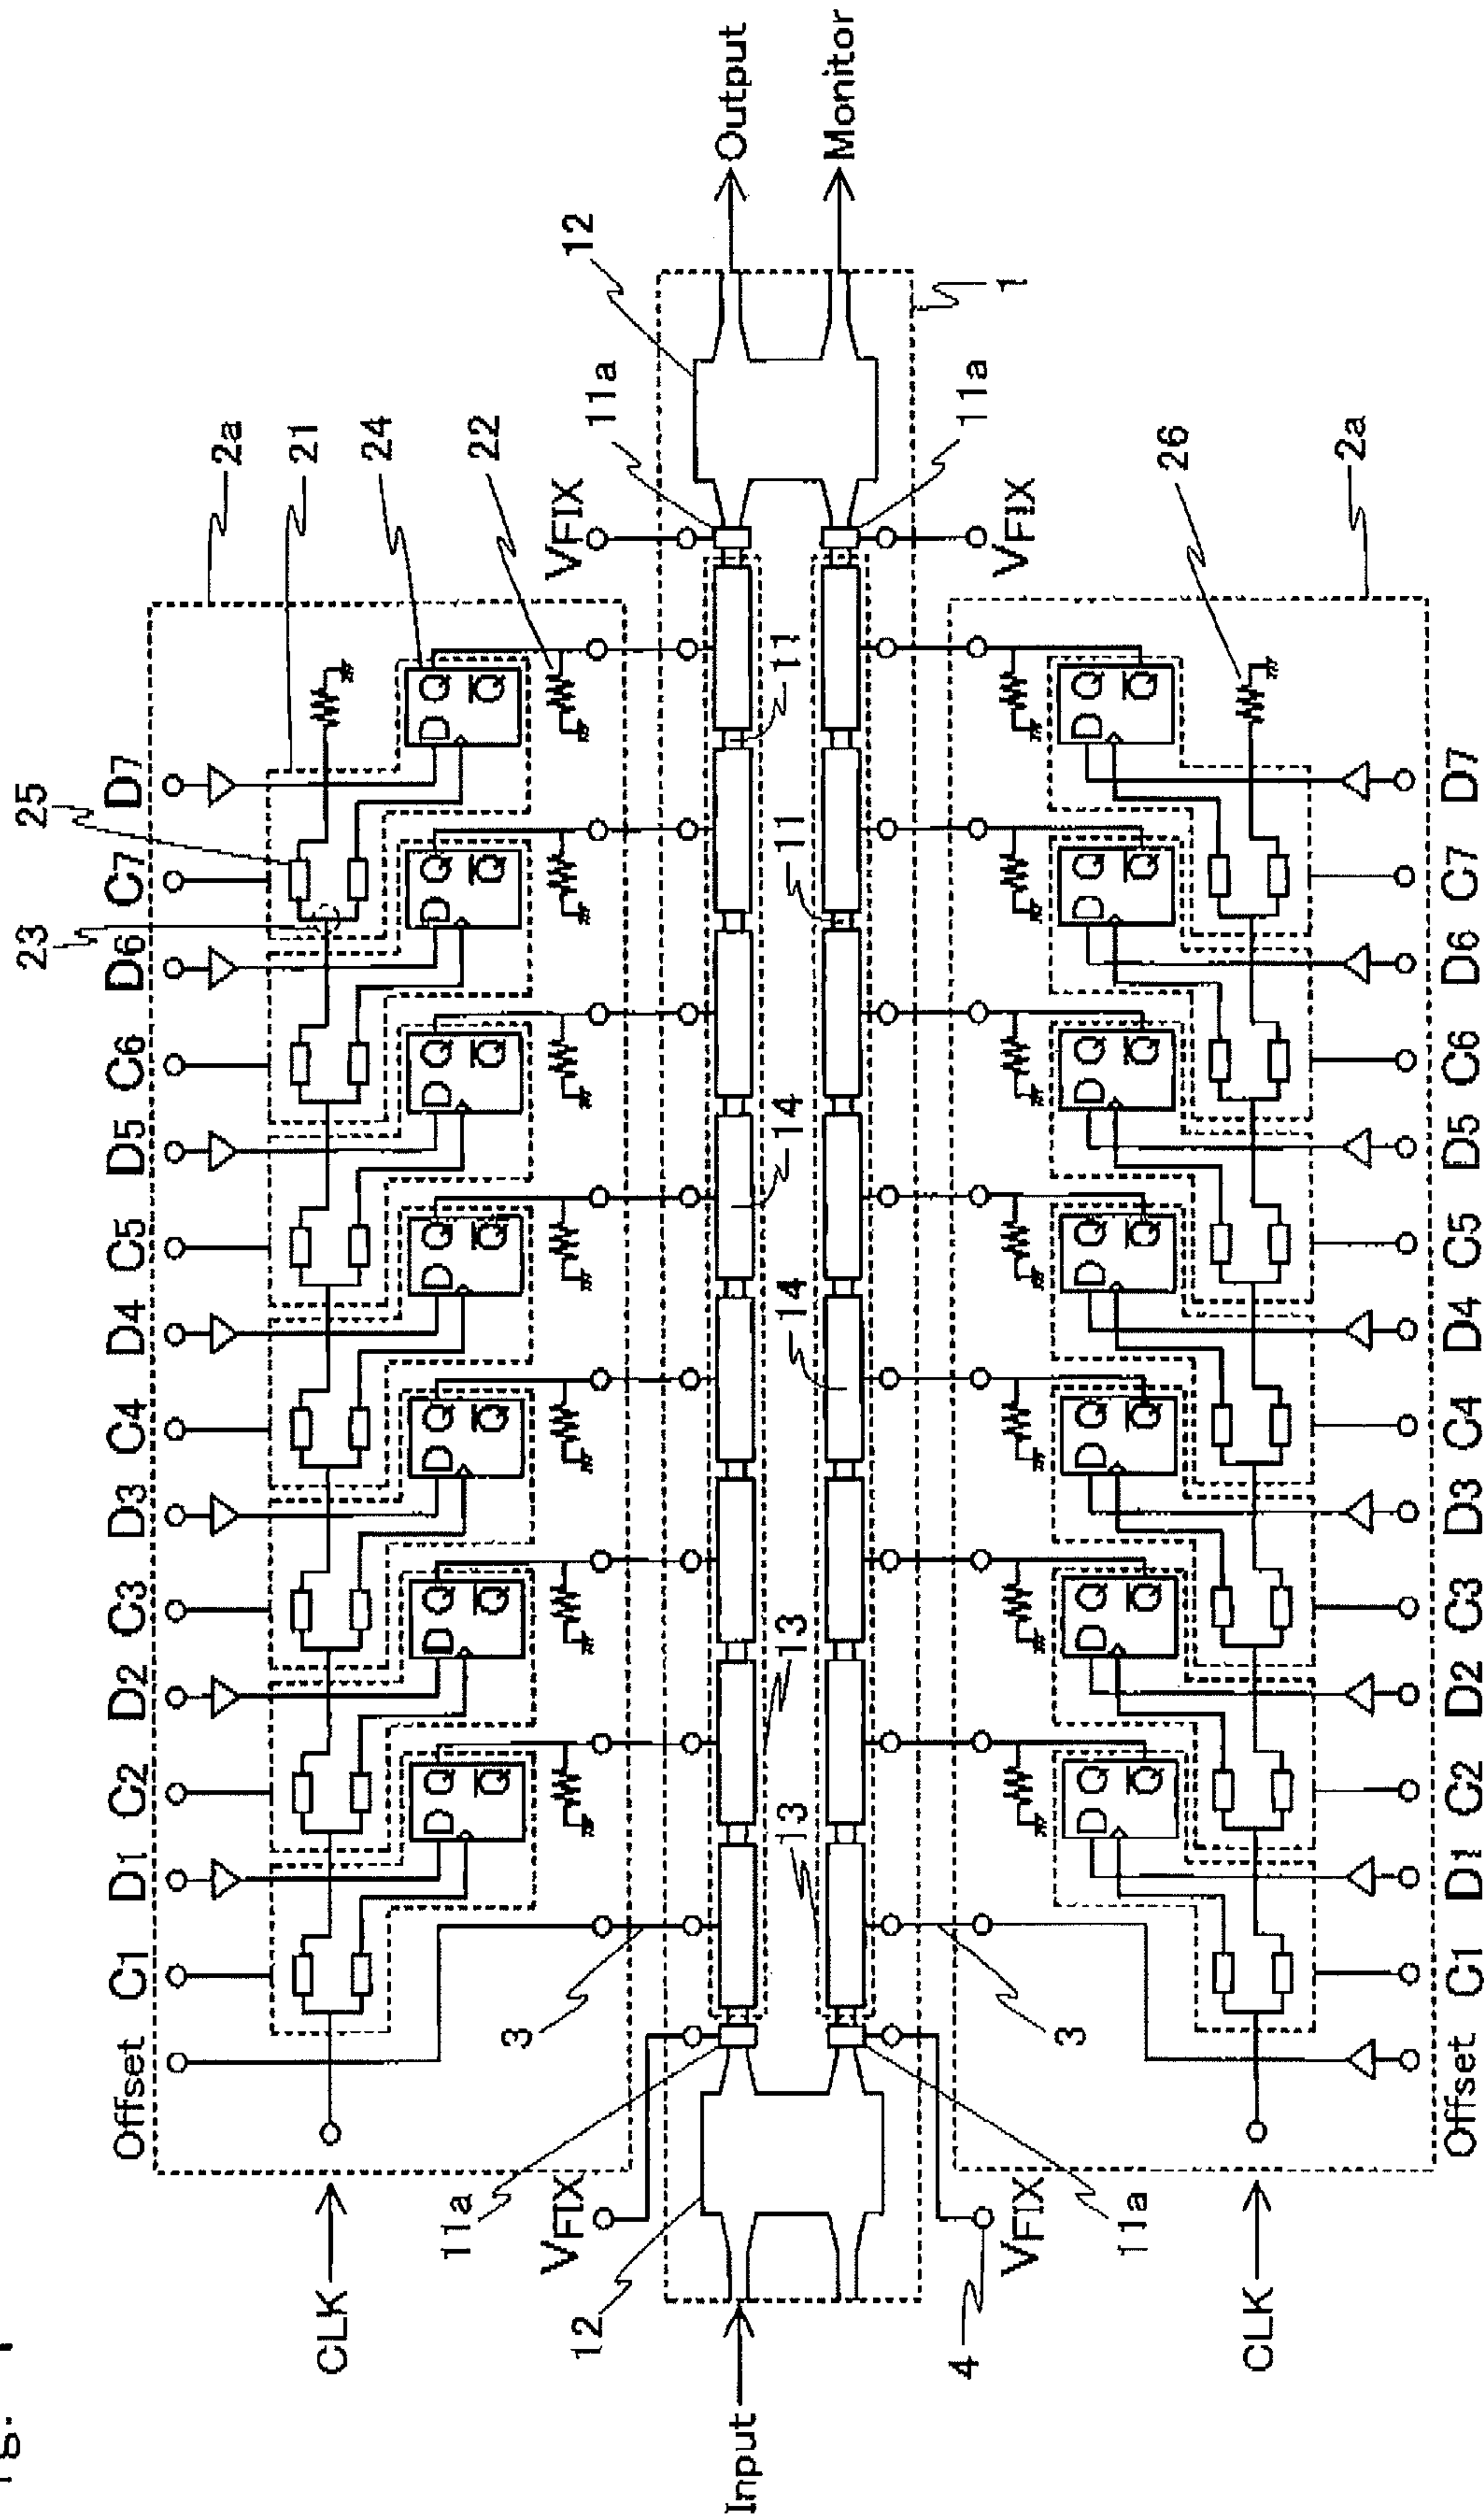 Fig. 1
25
23
2a
21
24
22
Offset C1 D1 C2 D2 C3 D3 C4 D4 C5 D5 C6 D6 C7 D7
CLK
D Q Q
D Q Q
D Q Q
D Q Q
D Q Q
D Q Q
D Q Q
3
11a
VFIX
VFIX
11a
12
12
Input
Output
13
14
11
13
14
11
Monitor
1
4
VFIX
11a
3
VFIX
11a
D Q Q
D Q Q
D Q Q
D Q Q
D Q Q
D Q Q
D Q Q
26
2a
CLK
Offset C1 D1 C2 D2 C3 D3 C4 D4 C5 D5 C6 D6 C7 D7